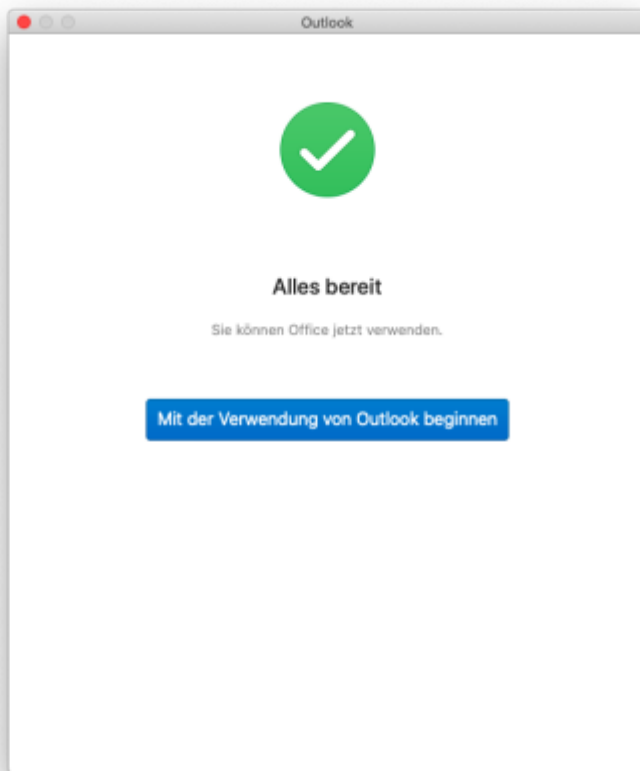 Outlook
Alles bereit
Sie können Office jetzt verwenden.
Mit der Verwendung von Outlook beginnen